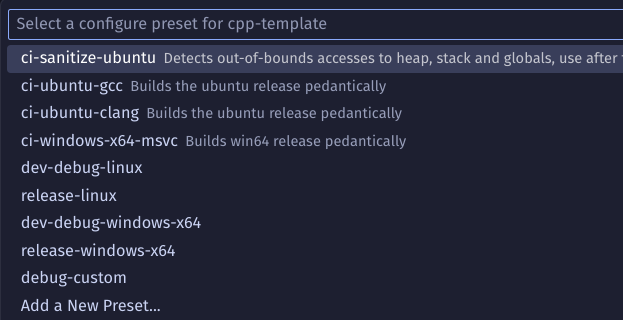 Select a configure preset for cpp-template
ci-sanitize-ubuntu Detects out-of-bounds accesses to heap, stack and globals, use after
ci-ubuntu-gcc Builds the ubuntu release pedantically
ci-ubuntu-clang Builds the ubuntu release pedantically
ci-windows-x64-msvc Builds win64 release pedantically
dev-debug-linux
release-linux
dev-debug-windows-x64
release-windows-x64
debug-custom
Add a New Preset...